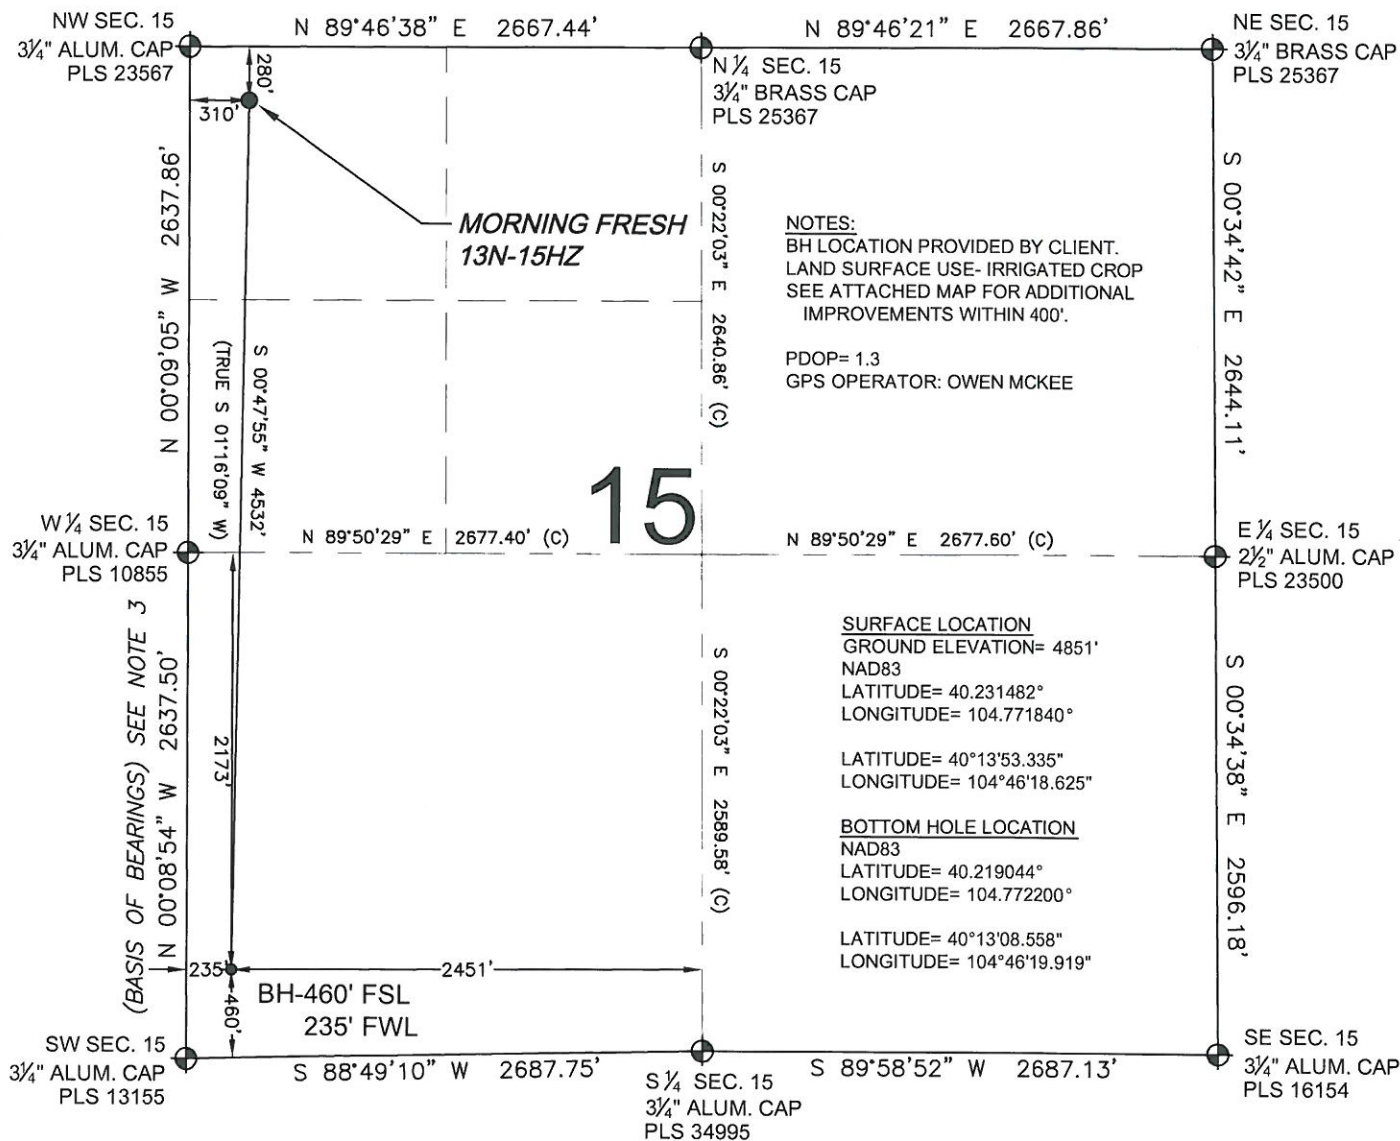 NW SEC. 15
3¼" ALUM. CAP
PLS 23567
N 89°46'38" E 2667.44'
N 89°46'21" E 2667.86'
NE SEC. 15
3¼" BRASS CAP
PLS 25367
N ¼ SEC. 15
3¼" BRASS CAP
PLS 25367
280'
310'
MORNING FRESH
13N-15HZ
N 00°09'05" W 2637.86'
S 00°47'55" W 4532'
(TRUE S 01°16'09" W)
S 00°22'03" E 2640.86' (C)
NOTES:
BH LOCATION PROVIDED BY CLIENT.
LAND SURFACE USE- IRRIGATED CROP
SEE ATTACHED MAP FOR ADDITIONAL
IMPROVEMENTS WITHIN 400'.
PDOP= 1.3
GPS OPERATOR: OWEN MCKEE
S 00°34'42" E 2644.11'
15
W ¼ SEC. 15
3¼" ALUM. CAP
PLS 10855
N 89°50'29" E 2677.40' (C)
N 89°50'29" E 2677.60' (C)
E ¼ SEC. 15
2½" ALUM. CAP
PLS 23500
(BASIS OF BEARINGS) SEE NOTE 3
N 00°08'54" W 2637.50'
2173'
S 00°22'03" E 2589.58' (C)
SURFACE LOCATION
GROUND ELEVATION= 4851'
NAD83
LATITUDE= 40.231482°
LONGITUDE= 104.771840°
LATITUDE= 40°13'53.335"
LONGITUDE= 104°46'18.625"
BOTTOM HOLE LOCATION
NAD83
LATITUDE= 40.219044°
LONGITUDE= 104.772200°
LATITUDE= 40°13'08.558"
LONGITUDE= 104°46'19.919"
S 00°34'38" E 2596.18'
235'
2451'
460'
BH-460' FSL
235' FWL
SW SEC. 15
3¼" ALUM. CAP
PLS 13155
S 88°49'10" W 2687.75'
S ¼ SEC. 15
3¼" ALUM. CAP
PLS 34995
S 89°58'52" W 2687.13'
SE SEC. 15
3¼" ALUM. CAP
PLS 16154